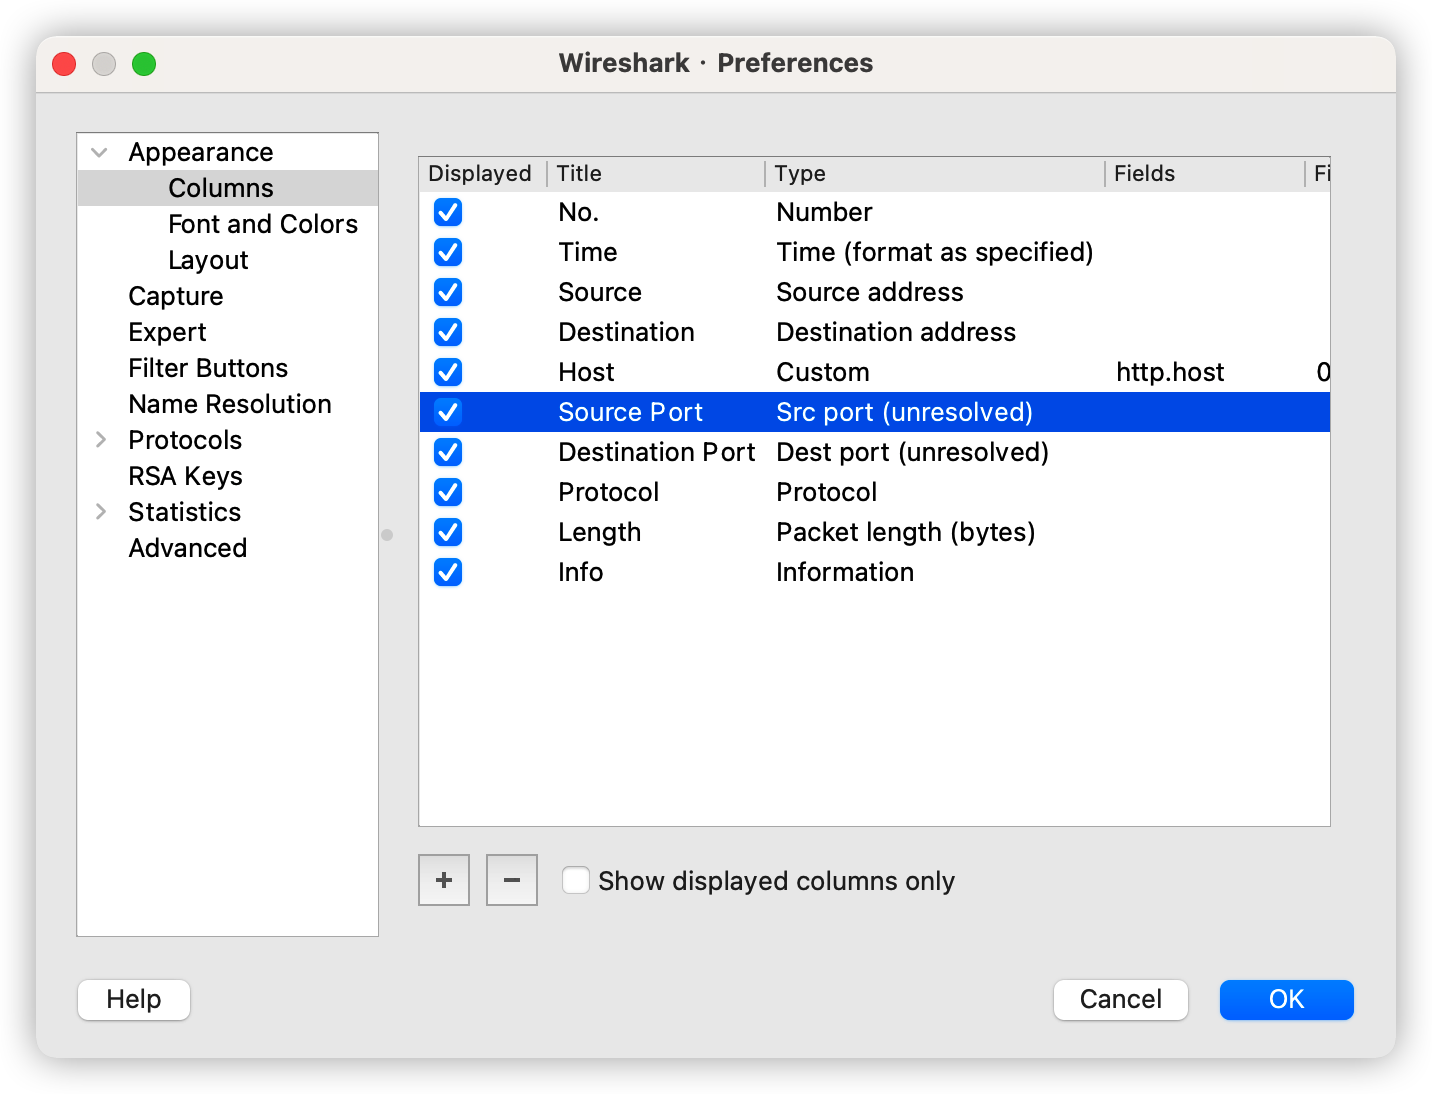 Wireshark · Preferences
Appearance
Columns
Font and Colors
Layout
Capture
Expert
Filter Buttons
Name Resolution
Protocols
RSA Keys
Statistics
Advanced
Displayed Title Type Fields Fi
No. Number
Time Time (format as specified)
Source Source address
Destination Destination address
Host Custom http.host 0
Source Port Src port (unresolved)
Destination Port Dest port (unresolved)
Protocol Protocol
Length Packet length (bytes)
Info Information
+ − Show displayed columns only
Help Cancel OK